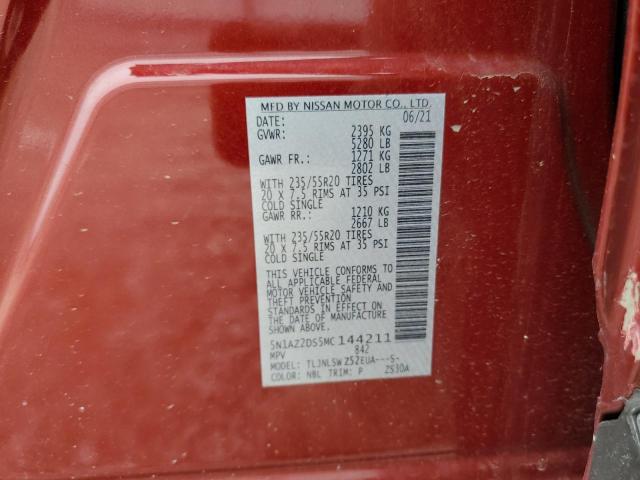 MFD BY NISSAN MOTOR CO., LTD.
DATE: 06/21
GVWR: 2395 KG
5280 LB
GAWR FR.: 1271 KG
2802 LB
WITH 235/55R20 TIRES
20 X 7.5 RIMS AT 35 PSI
COLD SINGLE
GAWR RR.: 1210 KG
2667 LB
WITH 235/55R20 TIRES
20 X 7.5 RIMS AT 35 PSI
COLD SINGLE
THIS VEHICLE CONFORMS TO
ALL APPLICABLE FEDERAL
MOTOR VEHICLE SAFETY AND
THEFT PREVENTION
STANDARDS IN EFFECT ON
THE DATE OF MANUFACTURE
SHOWN ABOVE.
5N1AZ2DS5MC144211
MPV 842
MODEL: TLJNLSWZ52EUA---S-
COLOR: NBL TRIM: P Z530A